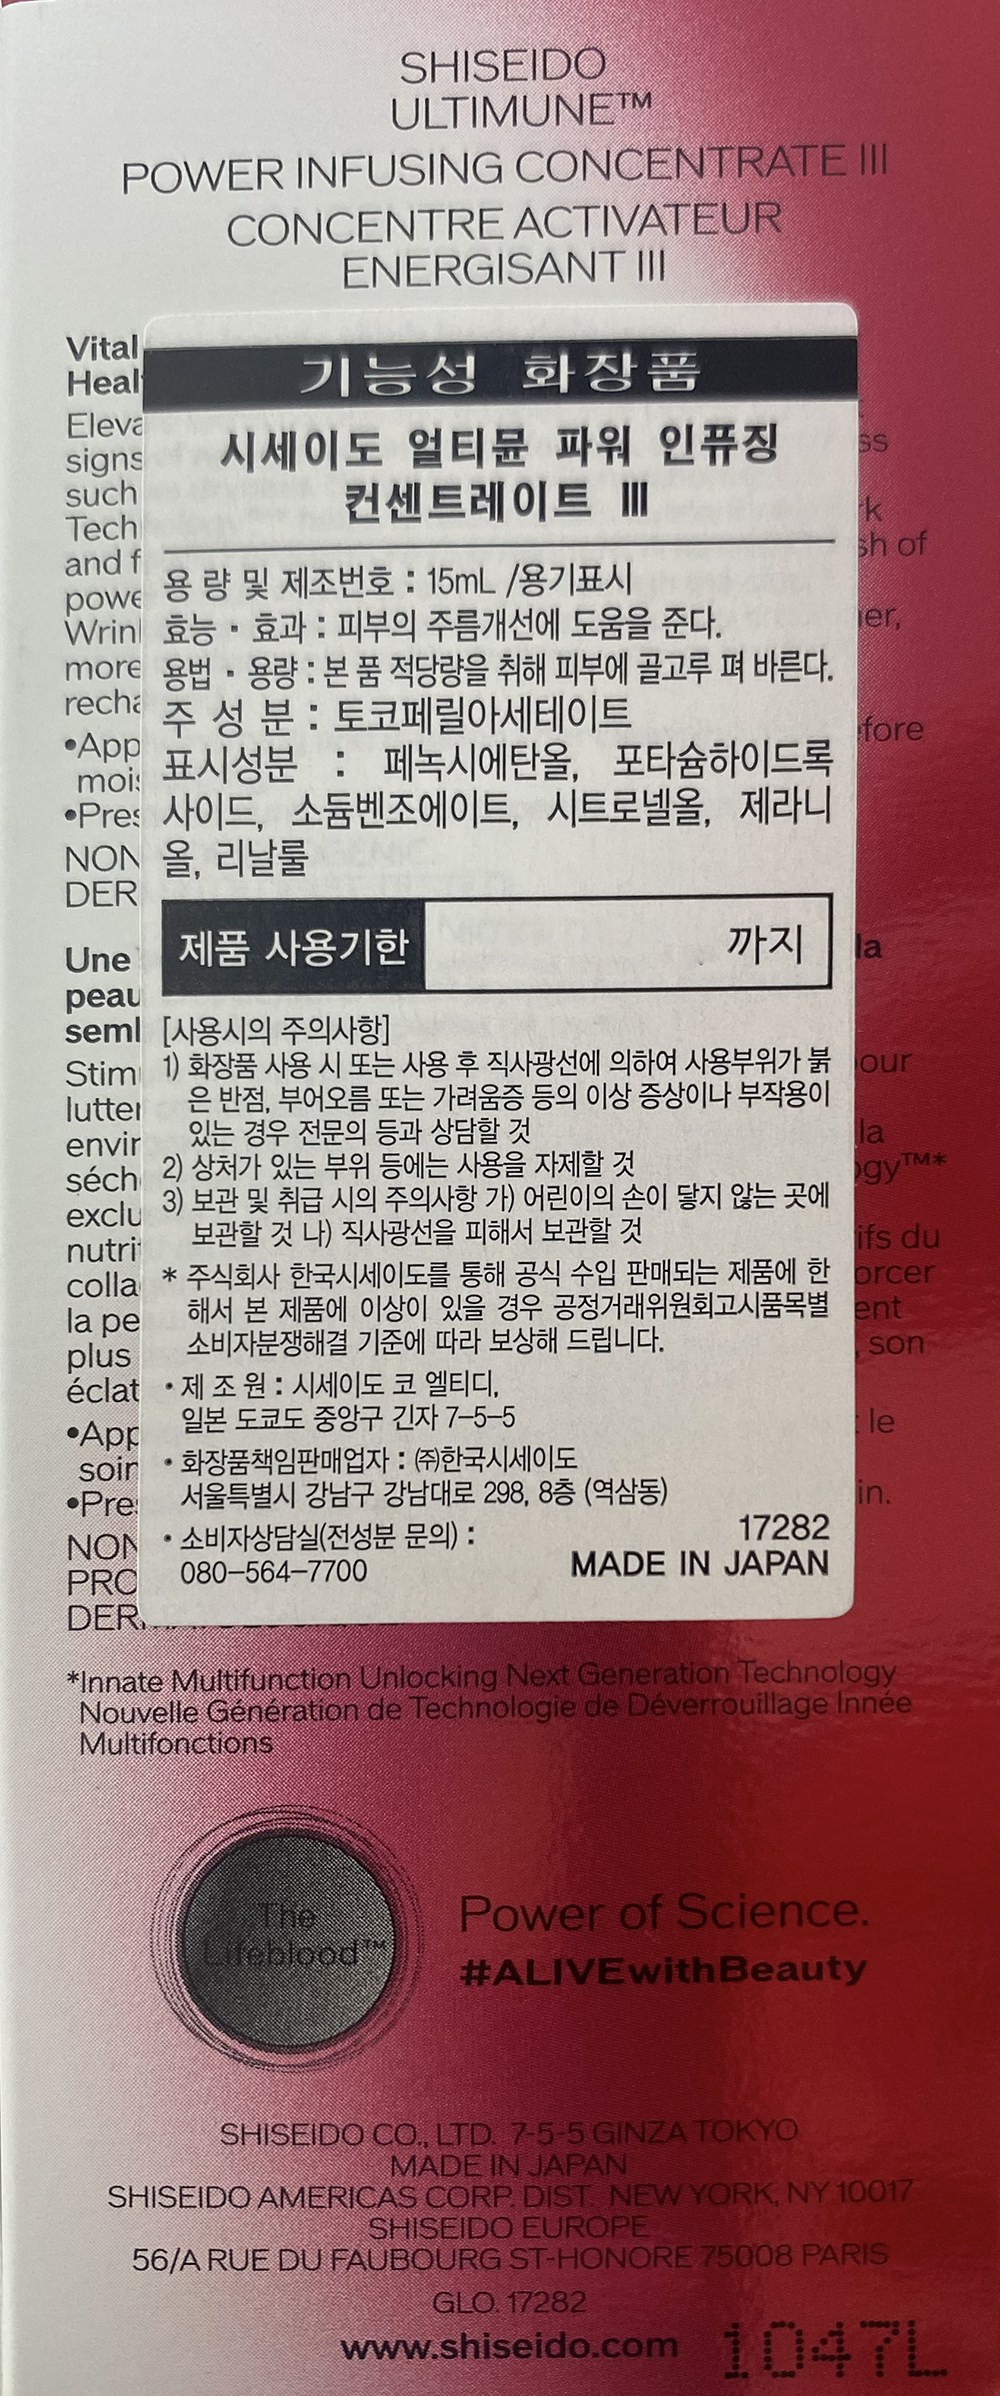 SHISEIDO
ULTIMUNE™
POWER INFUSING CONCENTRATE III
CONCENTRE ACTIVATEUR
ENERGISANT III
기능성 화장품
시세이도 얼티뮨 파워 인퓨징
컨센트레이트 III
용 량 및 제조번호 : 15mL /용기표시
효능 · 효과 : 피부의 주름개선에 도움을 준다.
용법 · 용량 : 본 품 적당량을 취해 피부에 골고루 펴 바른다.
주 성 분 : 토코페릴아세테이트
표시성분 : 페녹시에탄올, 포타슘하이드록
사이드, 소듐벤조에이트, 시트로넬올, 제라니
올, 리날룰
제품 사용기한 까지
[사용시의 주의사항]
1) 화장품 사용 시 또는 사용 후 직사광선에 의하여 사용부위가 붉
은 반점, 부어오름 또는 가려움증 등의 이상 증상이나 부작용이
있는 경우 전문의 등과 상담할 것
2) 상처가 있는 부위 등에는 사용을 자제할 것
3) 보관 및 취급 시의 주의사항 가) 어린이의 손이 닿지 않는 곳에
보관할 것 나) 직사광선을 피해서 보관할 것
* 주식회사 한국시세이도를 통해 공식 수입 판매되는 제품에 한
해서 본 제품에 이상이 있을 경우 공정거래위원회고시품목별
소비자분쟁해결 기준에 따라 보상해 드립니다.
· 제 조 원 : 시세이도 코 엘티디,
일본 도쿄도 중앙구 긴자 7-5-5
· 화장품책임판매업자 : ㈜한국시세이도
서울특별시 강남구 강남대로 298, 8층 (역삼동)
· 소비자상담실(전성분 문의) :
080-564-7700
17282
MADE IN JAPAN
*Innate Multifunction Unlocking Next Generation Technology
Nouvelle Génération de Technologie de Déverrouillage Innée
Multifonctions
The
Lifeblood™
Power of Science.
#ALIVEwithBeauty
SHISEIDO CO., LTD. 7-5-5 GINZA TOKYO
MADE IN JAPAN
SHISEIDO AMERICAS CORP. DIST. NEW YORK, NY 10017
SHISEIDO EUROPE
56/A RUE DU FAUBOURG ST-HONORE 75008 PARIS
GLO. 17282
www.shiseido.com
1047L